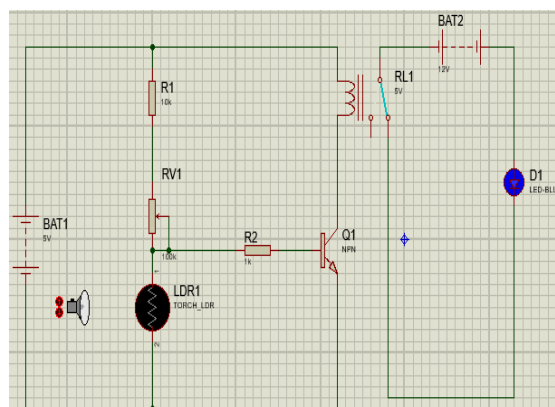 BAT2
12V
RL1
5V
R1
10k
RV1
100k
BAT1
5V
R2
1k
Q1
NPN
D1
LED-BLU
LDR1
TORCH_LDR